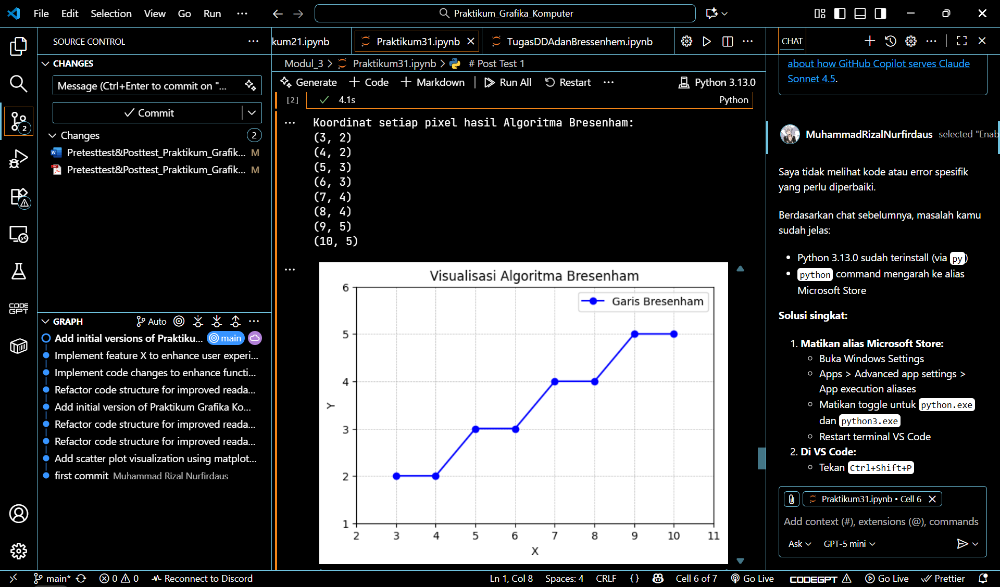 File Edit Selection View Go Run ···
Praktikum_Grafika_Komputer
SOURCE CONTROL
CHANGES
Message (Ctrl+Enter to commit on "...
Commit
Changes 2
Pretesttest&Posttest_Praktikum_Grafik... M
Pretesttest&Posttest_Praktikum_Grafik... M
2
CODE
GPT
GRAPH Auto
Add initial versions of Praktiku... main
Implement feature X to enhance user experi...
Implement code changes to enhance functi...
Refactor code structure for improved reada...
Add initial version of Praktikum Grafika Ko...
Refactor code structure for improved reada...
Refactor code structure for improved reada...
Add scatter plot visualization using matplot...
first commit Muhammad Rizal Nurfirdaus
kum21.ipynb Praktikum31.ipynb TugasDDAdanBressenhem.ipynb
Modul_3 > Praktikum31.ipynb > # Post Test 1
Generate + Code + Markdown Run All Restart ··· Python 3.13.0
[2] 4.1s Python
Koordinat setiap pixel hasil Algoritma Bresenham:
(3, 2)
(4, 2)
(5, 3)
(6, 3)
(7, 4)
(8, 4)
(9, 5)
(10, 5)
Visualisasi Algoritma Bresenham
Garis Bresenham
6
5
4
3
2
1
Y
2 3 4 5 6 7 8 9 10 11
X
CHAT
about how GitHub Copilot serves Claude
Sonnet 4.5.
MuhammadRizalNurfirdaus selected "Enab
Saya tidak melihat kode atau error spesifik
yang perlu diperbaiki.
Berdasarkan chat sebelumnya, masalah kamu
sudah jelas:
• Python 3.13.0 sudah terinstall (via py)
• python command mengarah ke alias
Microsoft Store
Solusi singkat:
1. Matikan alias Microsoft Store:
Buka Windows Settings
Apps > Advanced app settings >
App execution aliases
Matikan toggle untuk python.exe
dan python3.exe
Restart terminal VS Code
2. Di VS Code:
Tekan Ctrl+Shift+P
Praktikum31.ipynb • Cell 6
Add context (#), extensions (@), commands
Ask GPT-5 mini
main* 0 0 Reconnect to Discord Ln 1, Col 8 Spaces: 4 CRLF {} Cell 6 of 7 Go Live CODEGPT Go Live Prettier